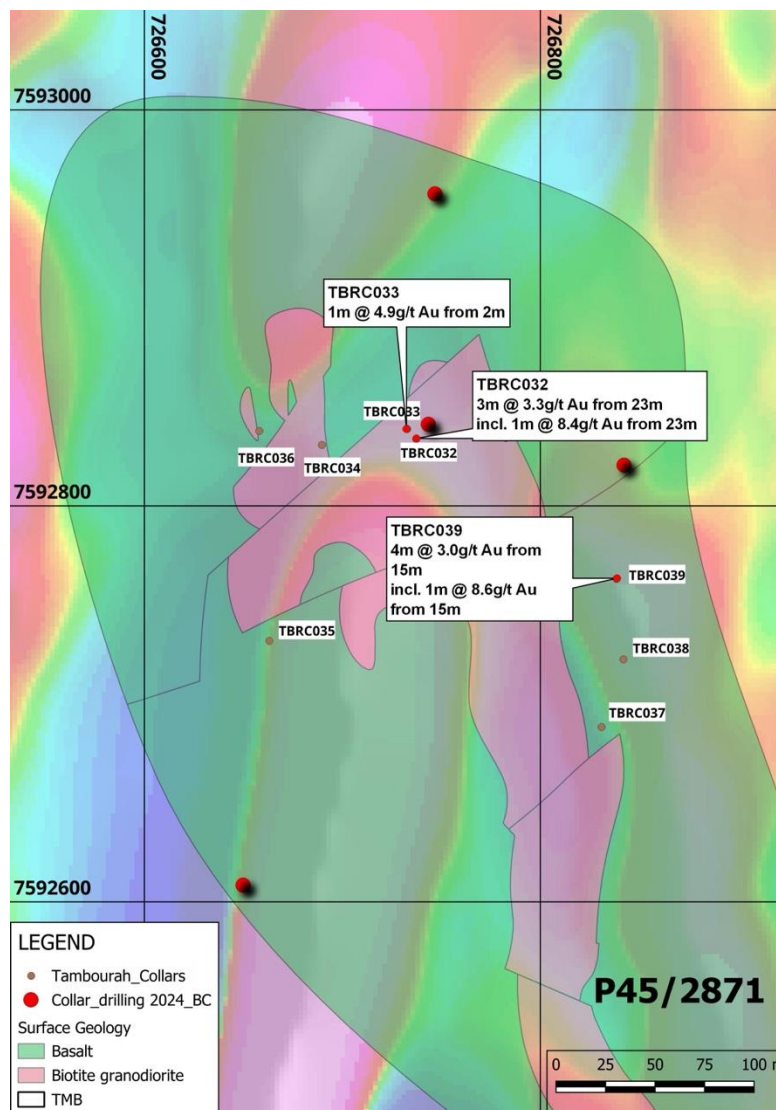 726600
726800
7593000
TBRC033
1m @ 4.9g/t Au from 2m
TBRC032
3m @ 3.3g/t Au from 23m
incl. 1m @ 8.4g/t Au from 23m
TBRC033
TBRC036
TBRC034
TBRC032
7592800
TBRC039
4m @ 3.0g/t Au from
15m
incl. 1m @ 8.6g/t Au
from 15m
TBRC039
TBRC035
TBRC038
TBRC037
7592600
LEGEND
Tambourah_Collars
Collar_drilling 2024_BC
Surface Geology
Basalt
Biotite granodiorite
TMB
P45/2871
0 25 50 75 100 m